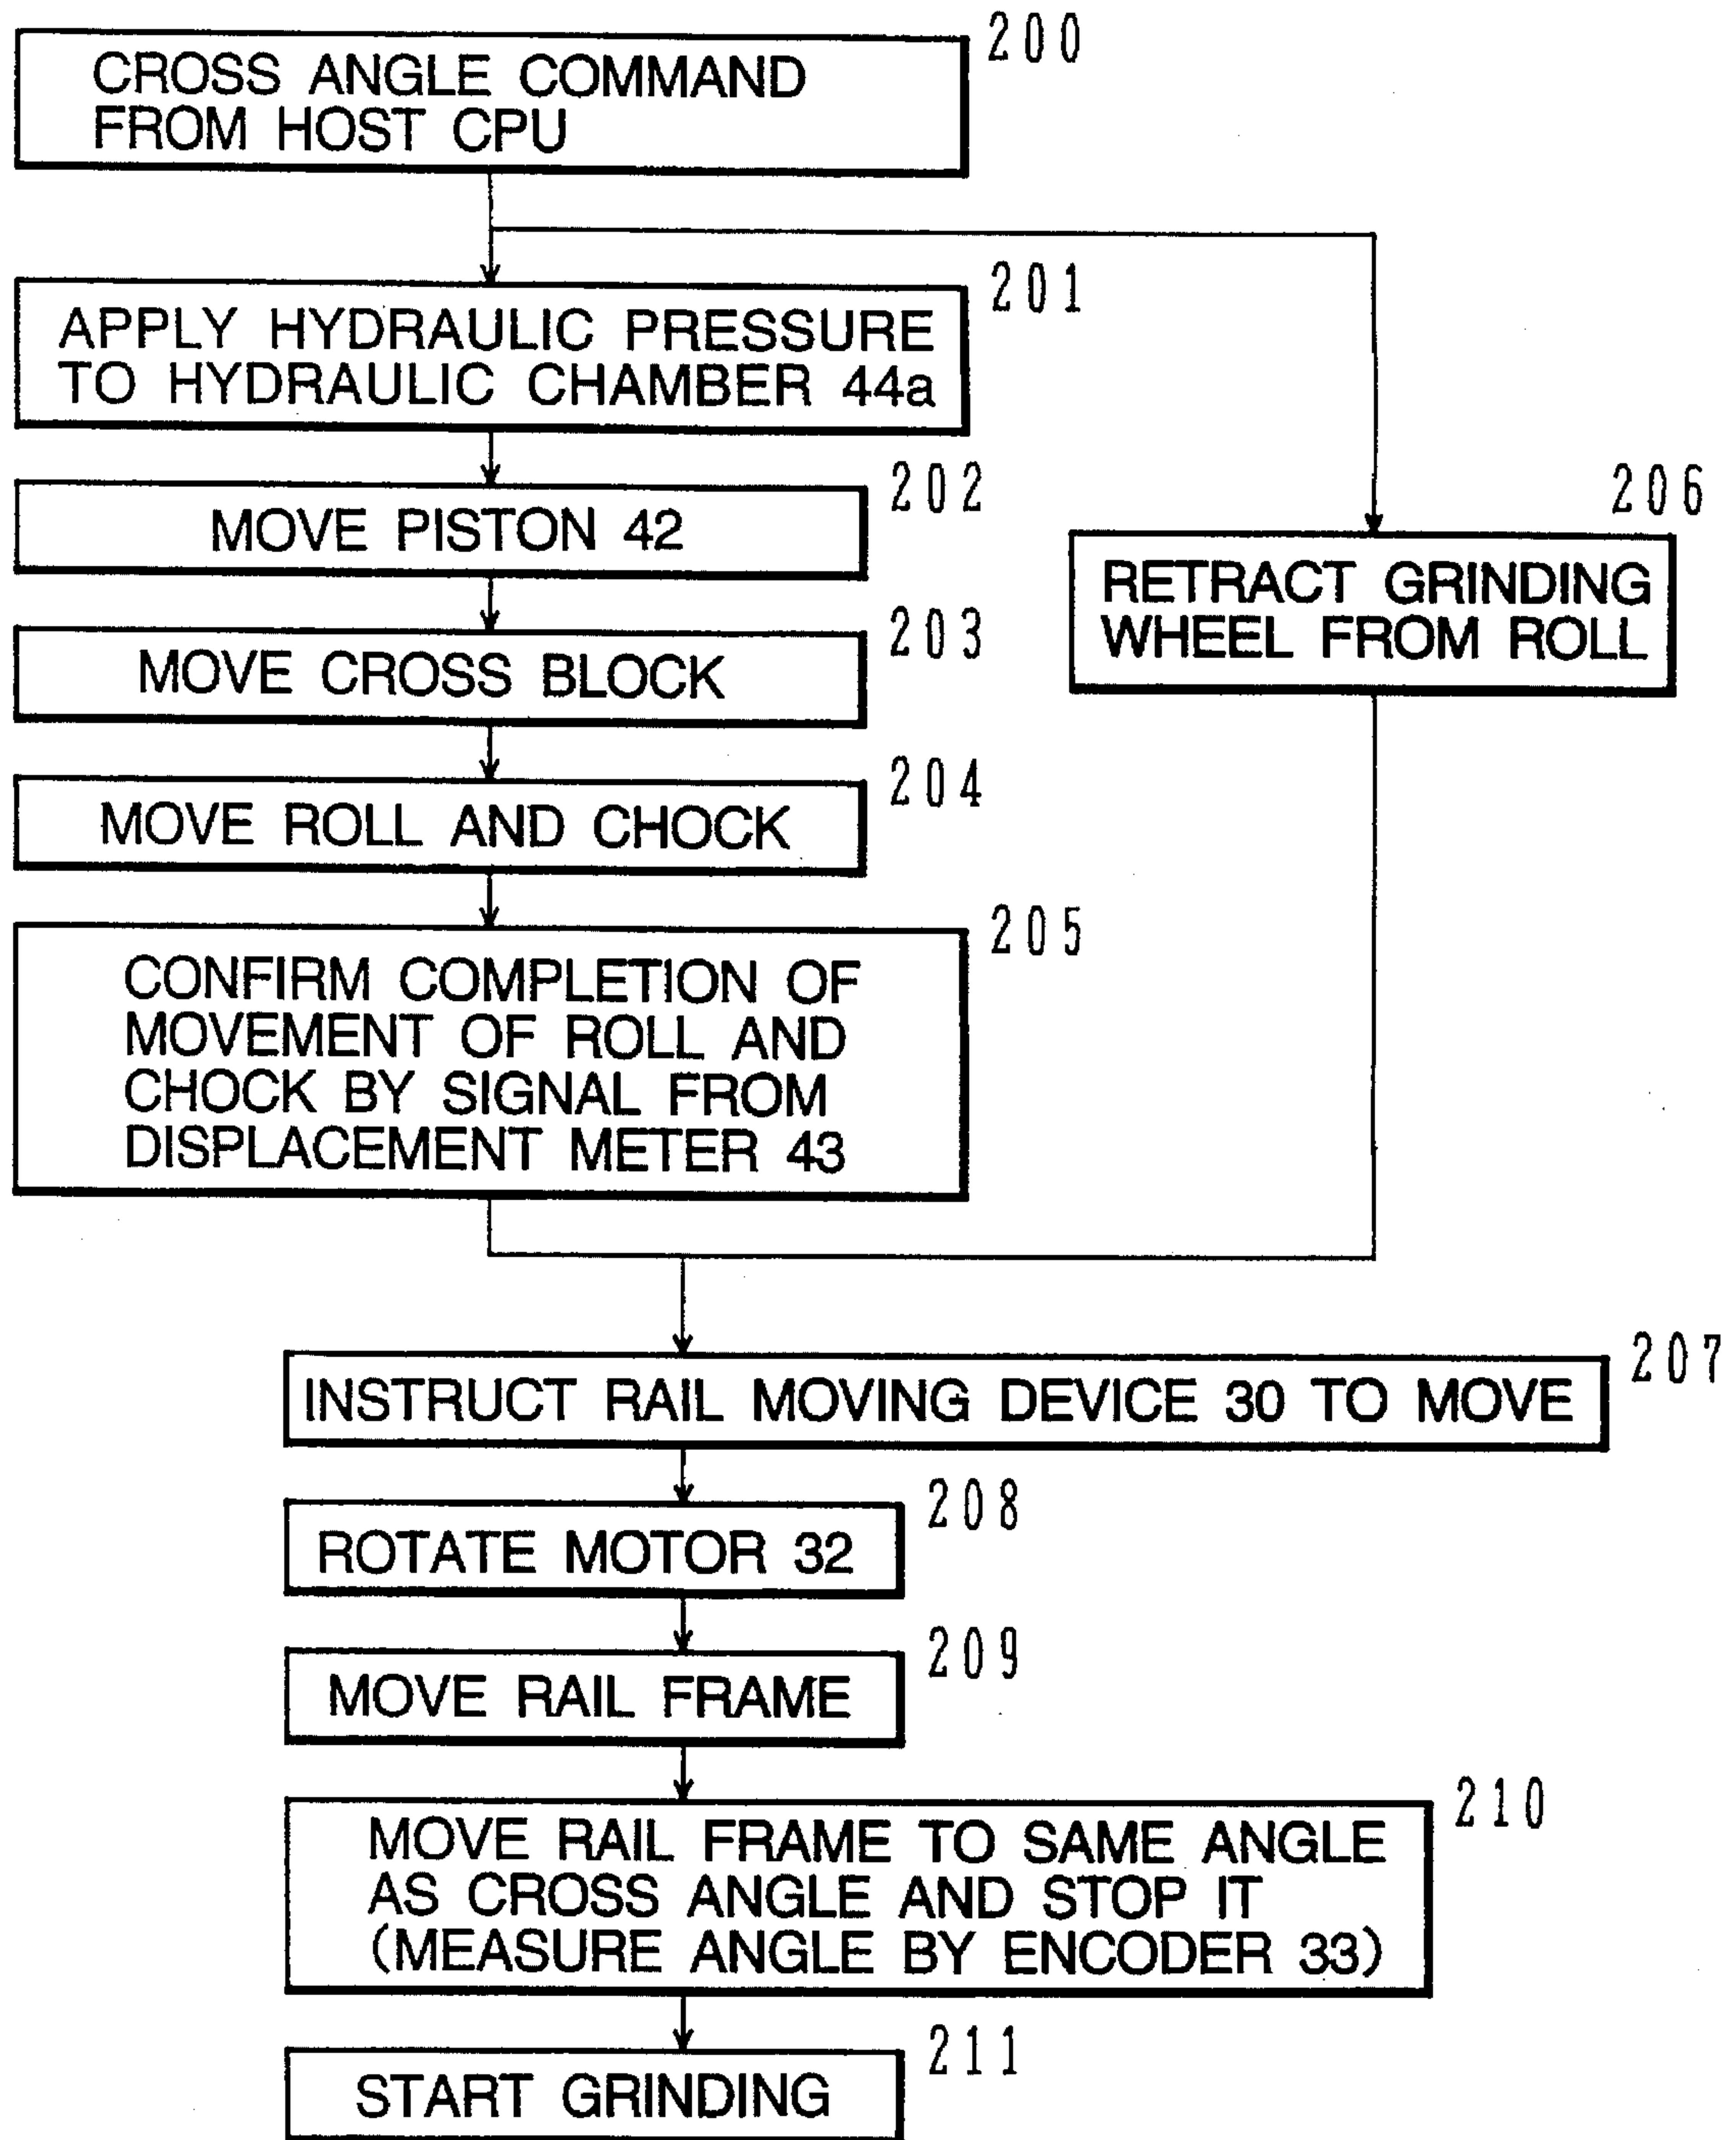 200
CROSS ANGLE COMMAND
FROM HOST CPU
201
APPLY HYDRAULIC PRESSURE
TO HYDRAULIC CHAMBER 44a
202
MOVE PISTON 42
203
MOVE CROSS BLOCK
204
MOVE ROLL AND CHOCK
205
CONFIRM COMPLETION OF
MOVEMENT OF ROLL AND
CHOCK BY SIGNAL FROM
DISPLACEMENT METER 43
206
RETRACT GRINDING
WHEEL FROM ROLL
207
INSTRUCT RAIL MOVING DEVICE 30 TO MOVE
208
ROTATE MOTOR 32
209
MOVE RAIL FRAME
210
MOVE RAIL FRAME TO SAME ANGLE
AS CROSS ANGLE AND STOP IT
(MEASURE ANGLE BY ENCODER 33)
211
START GRINDING